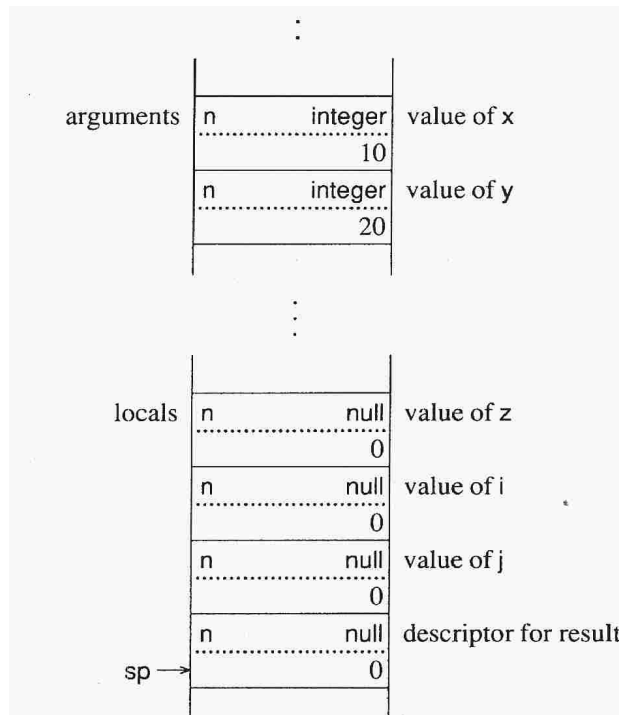 arguments n integer value of x
10
n integer value of y
20
locals n null value of z
0
n null value of i
0
n null value of j
0
n null descriptor for result
sp 0